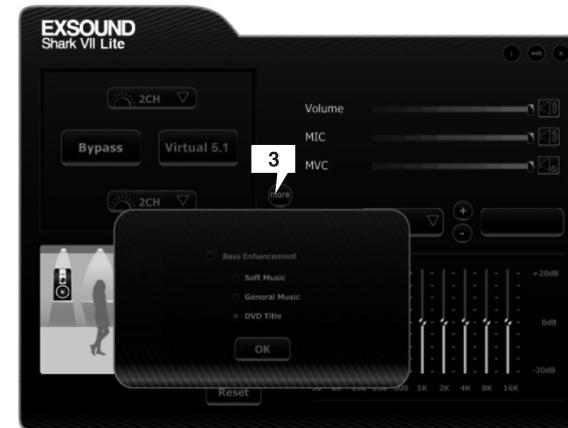 EXSOUND
Shark VII Lite
i web x
2CH
Volume
MIC
Bypass Virtual 5.1
3
MVC
more
2CH
+
-
Bass Enhancement
Soft Music
General Music
DVD Title
OK
+20dB
0dB
-20dB
1K 2K 4K 8K 16K
Reset